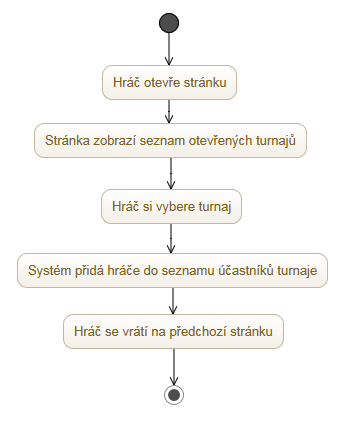 Hráč otevře stránku
Stránka zobrazí seznam otevřených turnajů
Hráč si vybere turnaj
Systém přidá hráče do seznamu účastníků turnaje
Hráč se vrátí na předchozí stránku